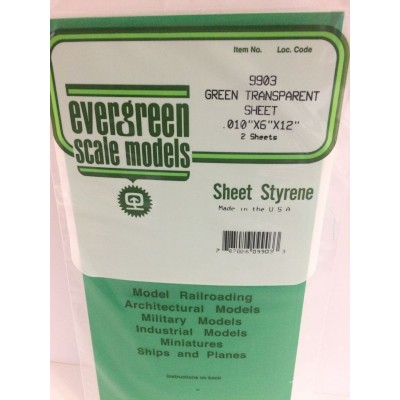 Item No. Loc. Code
9903
GREEN TRANSPARENT
SHEET
.010"X6"X12"
2 Sheets
evergreen
scale models
Sheet Styrene
Made in the U S A
Model Railroading
Architectural Models
Military Models
Industrial Models
Miniatures
Ships and Planes